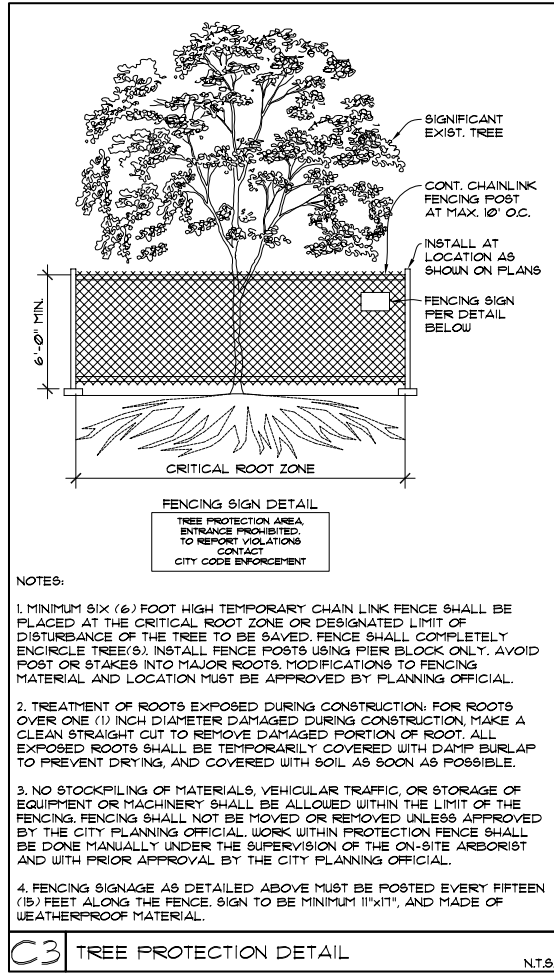 SIGNIFICANT
EXIST. TREE
CONT. CHAINLINK
FENCING POST
AT MAX. 10' O.C.
INSTALL AT
LOCATION AS
SHOWN ON PLANS
FENCING SIGN
PER DETAIL
BELOW
6'-0" MIN.
CRITICAL ROOT ZONE
FENCING SIGN DETAIL
TREE PROTECTION AREA,
ENTRANCE PROHIBITED.
TO REPORT VIOLATIONS
CONTACT
CITY CODE ENFORCEMENT
NOTES:
1. MINIMUM SIX (6) FOOT HIGH TEMPORARY CHAIN LINK FENCE SHALL BE
PLACED AT THE CRITICAL ROOT ZONE OR DESIGNATED LIMIT OF
DISTURBANCE OF THE TREE TO BE SAVED. FENCE SHALL COMPLETELY
ENCIRCLE TREE(S). INSTALL FENCE POSTS USING PIER BLOCK ONLY. AVOID
POST OR STAKES INTO MAJOR ROOTS. MODIFICATIONS TO FENCING
MATERIAL AND LOCATION MUST BE APPROVED BY PLANNING OFFICIAL.
2. TREATMENT OF ROOTS EXPOSED DURING CONSTRUCTION: FOR ROOTS
OVER ONE (1) INCH DIAMETER DAMAGED DURING CONSTRUCTION, MAKE A
CLEAN STRAIGHT CUT TO REMOVE DAMAGED PORTION OF ROOT. ALL
EXPOSED ROOTS SHALL BE TEMPORARILY COVERED WITH DAMP BURLAP
TO PREVENT DRYING, AND COVERED WITH SOIL AS SOON AS POSSIBLE.
3. NO STOCKPILING OF MATERIALS, VEHICULAR TRAFFIC, OR STORAGE OF
EQUIPMENT OR MACHINERY SHALL BE ALLOWED WITHIN THE LIMIT OF THE
FENCING. FENCING SHALL NOT BE MOVED OR REMOVED UNLESS APPROVED
BY THE CITY PLANNING OFFICIAL. WORK WITHIN PROTECTION FENCE SHALL
BE DONE MANUALLY UNDER THE SUPERVISION OF THE ON-SITE ARBORIST
AND WITH PRIOR APPROVAL BY THE CITY PLANNING OFFICIAL.
4. FENCING SIGNAGE AS DETAILED ABOVE MUST BE POSTED EVERY FIFTEEN
(15) FEET ALONG THE FENCE. SIGN TO BE MINIMUM 11"x17", AND MADE OF
WEATHERPROOF MATERIAL.
C3 TREE PROTECTION DETAIL
N.T.S.